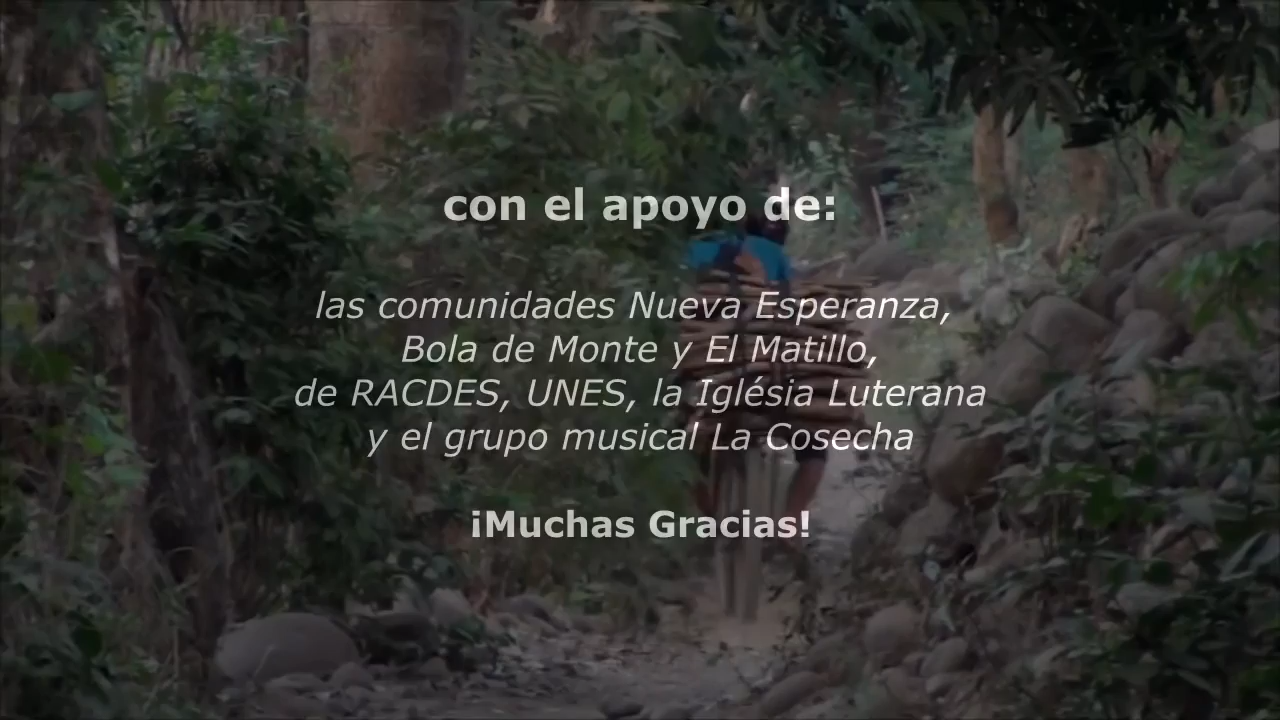 con el apoyo de:
las comunidades Nueva Esperanza,
Bola de Monte y El Matillo,
de RACDES, UNES, la Iglésia Luterana
y el grupo musical La Cosecha
¡Muchas Gracias!